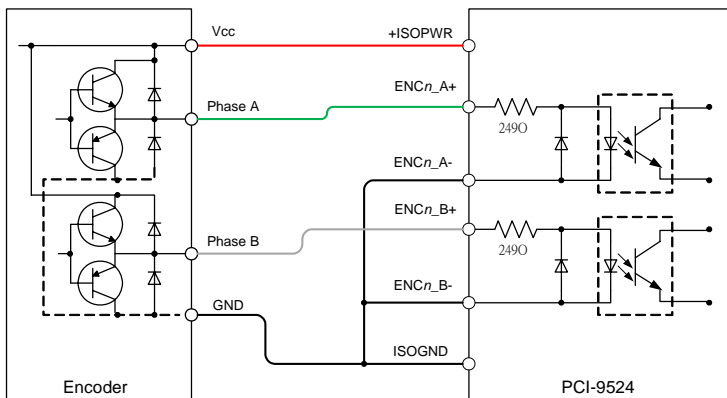 Vcc
+ISOPWR
Phase A
ENCn_A+
249O
ENCn_A-
ENCn_B+
Phase B
249O
ENCn_B-
GND
ISOGND
Encoder
PCI-9524